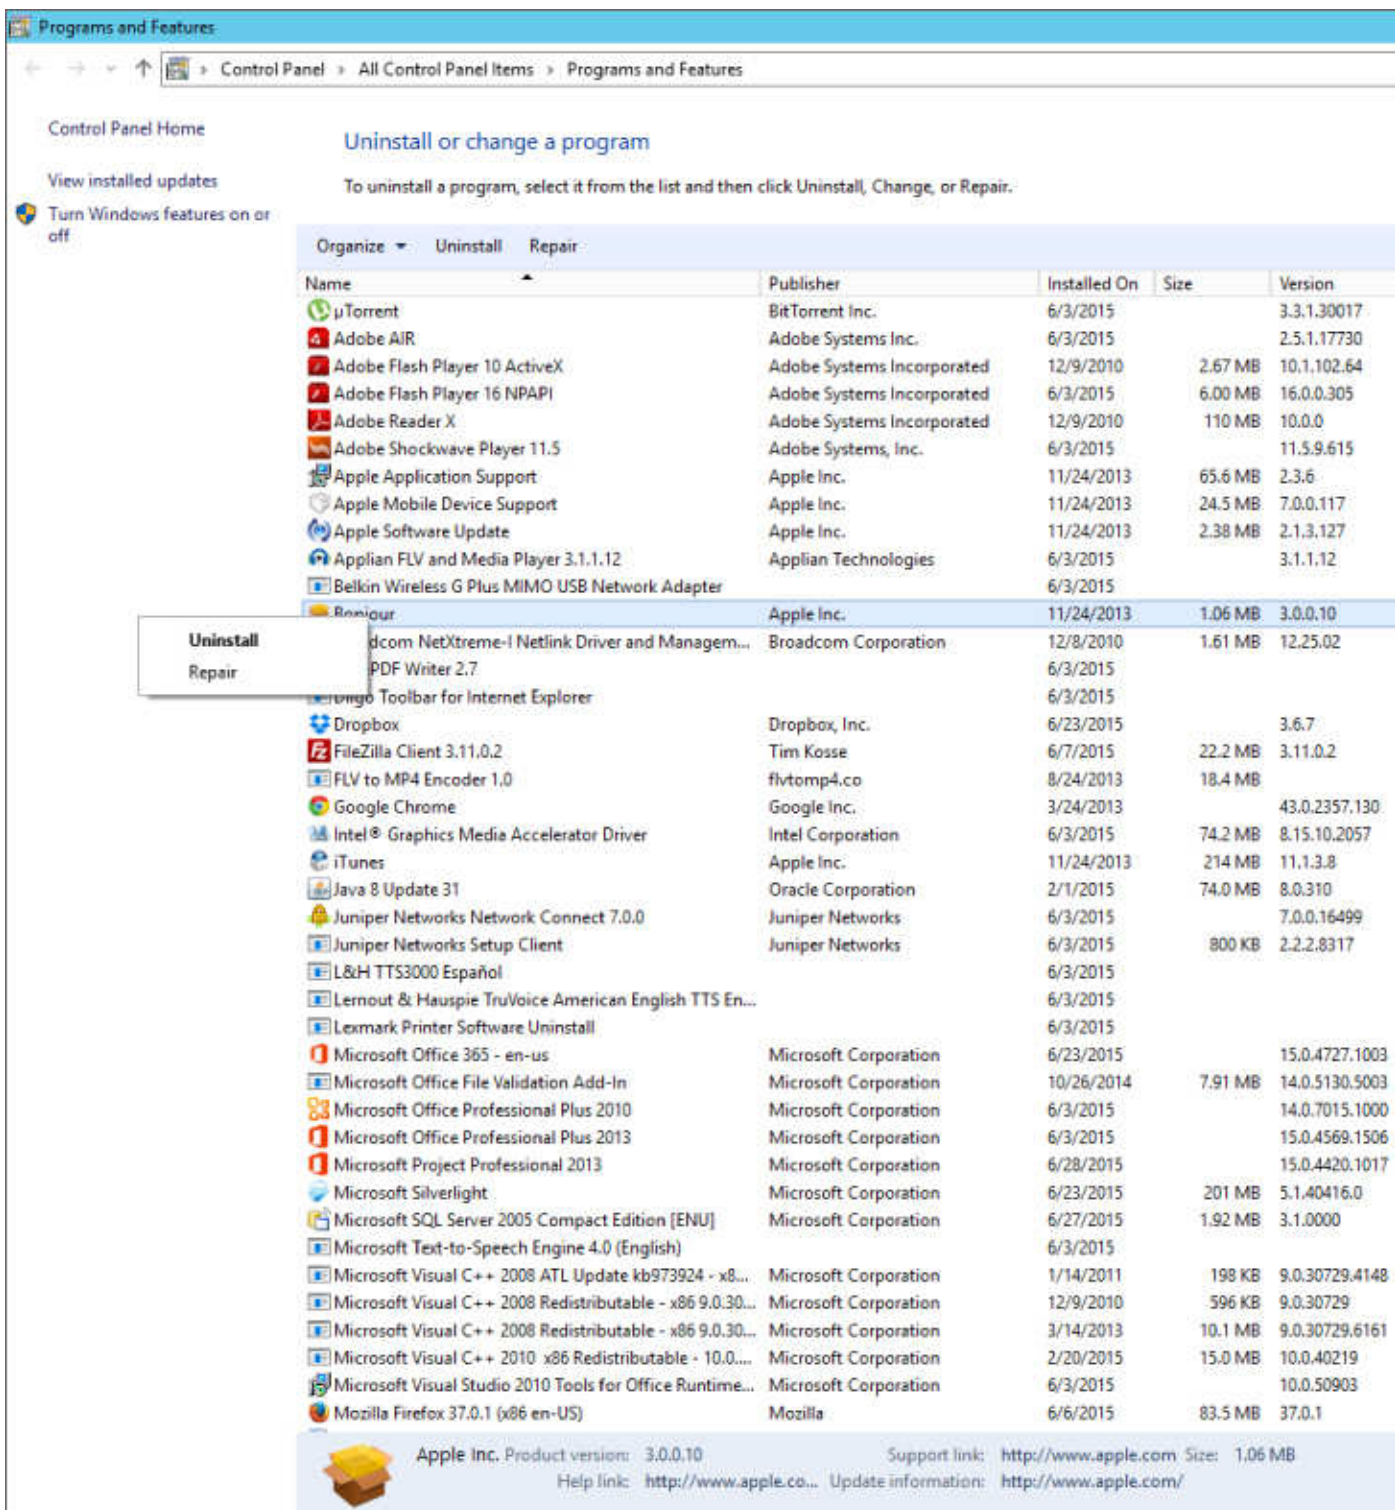 Programs and Features
Control Panel › All Control Panel Items › Programs and Features
Control Panel Home
View installed updates
Turn Windows features on or
off
Uninstall or change a program
To uninstall a program, select it from the list and then click Uninstall, Change, or Repair.
Organize Uninstall Repair
Name Publisher Installed On Size Version
µTorrent BitTorrent Inc. 6/3/2015 3.3.1.30017
Adobe AIR Adobe Systems Inc. 6/3/2015 2.5.1.17730
Adobe Flash Player 10 ActiveX Adobe Systems Incorporated 12/9/2010 2.67 MB 10.1.102.64
Adobe Flash Player 16 NPAPI Adobe Systems Incorporated 6/3/2015 6.00 MB 16.0.0.305
Adobe Reader X Adobe Systems Incorporated 12/9/2010 110 MB 10.0.0
Adobe Shockwave Player 11.5 Adobe Systems, Inc. 6/3/2015 11.5.9.615
Apple Application Support Apple Inc. 11/24/2013 65.6 MB 2.3.6
Apple Mobile Device Support Apple Inc. 11/24/2013 24.5 MB 7.0.0.117
Apple Software Update Apple Inc. 11/24/2013 2.38 MB 2.1.3.127
Applian FLV and Media Player 3.1.1.12 Applian Technologies 6/3/2015 3.1.1.12
Belkin Wireless G Plus MIMO USB Network Adapter 6/3/2015
Bonjour Apple Inc. 11/24/2013 1.06 MB 3.0.0.10
Uninstall
Repair
dcom NetXtreme-I Netlink Driver and Managem... Broadcom Corporation 12/8/2010 1.61 MB 12.25.02
PDF Writer 2.7 6/3/2015
Diigo Toolbar for Internet Explorer 6/3/2015
Dropbox Dropbox, Inc. 6/23/2015 3.6.7
FileZilla Client 3.11.0.2 Tim Kosse 6/7/2015 22.2 MB 3.11.0.2
FLV to MP4 Encoder 1.0 flvtomp4.co 8/24/2013 18.4 MB
Google Chrome Google Inc. 3/24/2013 43.0.2357.130
Intel® Graphics Media Accelerator Driver Intel Corporation 6/3/2015 74.2 MB 8.15.10.2057
iTunes Apple Inc. 11/24/2013 214 MB 11.1.3.8
Java 8 Update 31 Oracle Corporation 2/1/2015 74.0 MB 8.0.310
Juniper Networks Network Connect 7.0.0 Juniper Networks 6/3/2015 7.0.0.16499
Juniper Networks Setup Client Juniper Networks 6/3/2015 800 KB 2.2.2.8317
L&H TTS3000 Español 6/3/2015
Lernout & Hauspie TruVoice American English TTS En... 6/3/2015
Lexmark Printer Software Uninstall 6/3/2015
Microsoft Office 365 - en-us Microsoft Corporation 6/23/2015 15.0.4727.1003
Microsoft Office File Validation Add-In Microsoft Corporation 10/26/2014 7.91 MB 14.0.5130.5003
Microsoft Office Professional Plus 2010 Microsoft Corporation 6/3/2015 14.0.7015.1000
Microsoft Office Professional Plus 2013 Microsoft Corporation 6/3/2015 15.0.4569.1506
Microsoft Project Professional 2013 Microsoft Corporation 6/28/2015 15.0.4420.1017
Microsoft Silverlight Microsoft Corporation 6/23/2015 201 MB 5.1.40416.0
Microsoft SQL Server 2005 Compact Edition [ENU] Microsoft Corporation 6/27/2015 1.92 MB 3.1.0000
Microsoft Text-to-Speech Engine 4.0 (English) 6/3/2015
Microsoft Visual C++ 2008 ATL Update kb973924 - x8... Microsoft Corporation 1/14/2011 198 KB 9.0.30729.4148
Microsoft Visual C++ 2008 Redistributable - x86 9.0.30... Microsoft Corporation 12/9/2010 596 KB 9.0.30729
Microsoft Visual C++ 2008 Redistributable - x86 9.0.30... Microsoft Corporation 3/14/2013 10.1 MB 9.0.30729.6161
Microsoft Visual C++ 2010 x86 Redistributable - 10.0.... Microsoft Corporation 2/20/2015 15.0 MB 10.0.40219
Microsoft Visual Studio 2010 Tools for Office Runtime... Microsoft Corporation 6/3/2015 10.0.50903
Mozilla Firefox 37.0.1 (x86 en-US) Mozilla 6/6/2015 83.5 MB 37.0.1
Apple Inc. Product version: 3.0.0.10 Support link: http://www.apple.com Size: 1.06 MB
Help link: http://www.apple.co... Update information: http://www.apple.com/